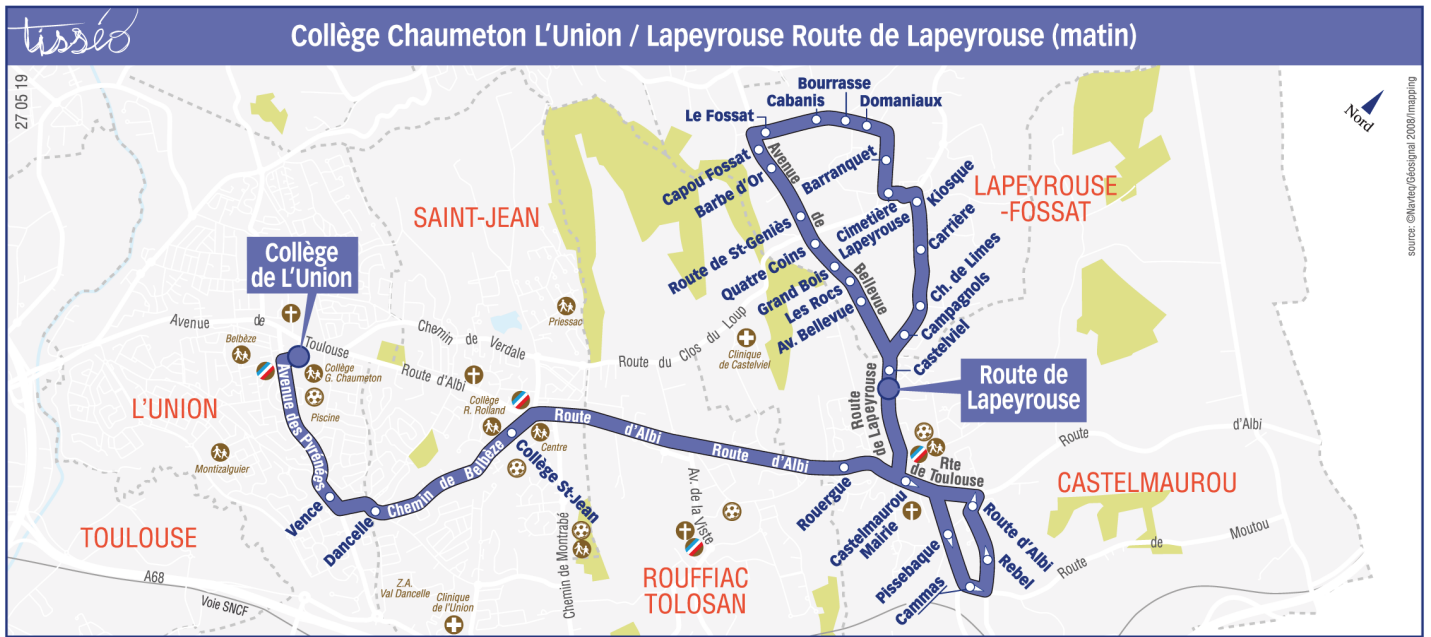 tisséo
Collège Chaumeton L'Union / Lapeyrouse Route de Lapeyrouse (matin)
27 05 19
Nord
source: ©Navteq/Géosignal 2008/Irmapping
Bourrasse
Cabanis
Domaniaux
Le Fossat
Capou Fossat
Barbe d'Or
Avenue de Bellevue
Barranquet
Kiosque
LAPEYROUSE
-FOSSAT
Cimetière
Lapeyrouse
Carrière
Route de St-Geniès
Quatre Coins
Grand Bois
Les Rocs
Av. Bellevue
Ch. de Limes
Campagnols
Castelviel
SAINT-JEAN
Collège
de L'Union
Avenue de Toulouse
Belbèze
Collège
G. Chaumeton
Piscine
Chemin de Verdale
Priessac
Route du Clos du Loup
Clinique
de Castelviel
Route d'Albi
Collège
R. Rolland
Centre
L'UNION
Montizalguier
Avenue des Pyrénées
Vence
Dancelle
Chemin de Belbèze
Collège St-Jean
Route d'Albi
Route d'Albi
Route
de Lapeyrouse
Route de
Lapeyrouse
Rte
de Toulouse
Route d'Albi
CASTELMAUROU
Rouergue
Castelmaurou
Mairie
Pissebaque
Cammas
Route d'Albi
Rebel
Route de Moutou
TOULOUSE
A68
Voie SNCF
Z.A.
Val Dancelle
Clinique
de l'Union
Chemin de Montrabé
Av. de la Viste
ROUFFIAC
TOLOSAN